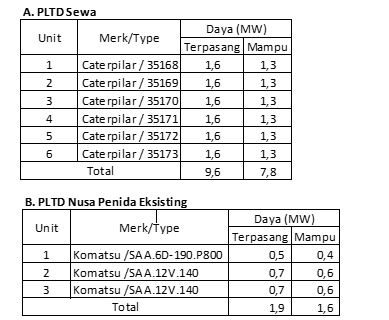 A. PLTD Sewa
Unit Merk/Type Daya (MW)
Terpasang Mampu
1 Caterpilar / 35168 1,6 1,3
2 Caterpilar / 35169 1,6 1,3
3 Caterpilar / 35170 1,6 1,3
4 Caterpilar / 35171 1,6 1,3
5 Caterpilar / 35172 1,6 1,3
6 Caterpilar / 35173 1,6 1,3
Total 9,6 7,8
B. PLTD Nusa Penida Eksisting
Unit Merk/Type Daya (MW)
Terpasang Mampu
1 Komatsu /SAA.6D-190.P800 0,5 0,4
2 Komatsu /SAA.12V.140 0,7 0,6
3 Komatsu /SAA.12V.140 0,7 0,6
Total 1,9 1,6